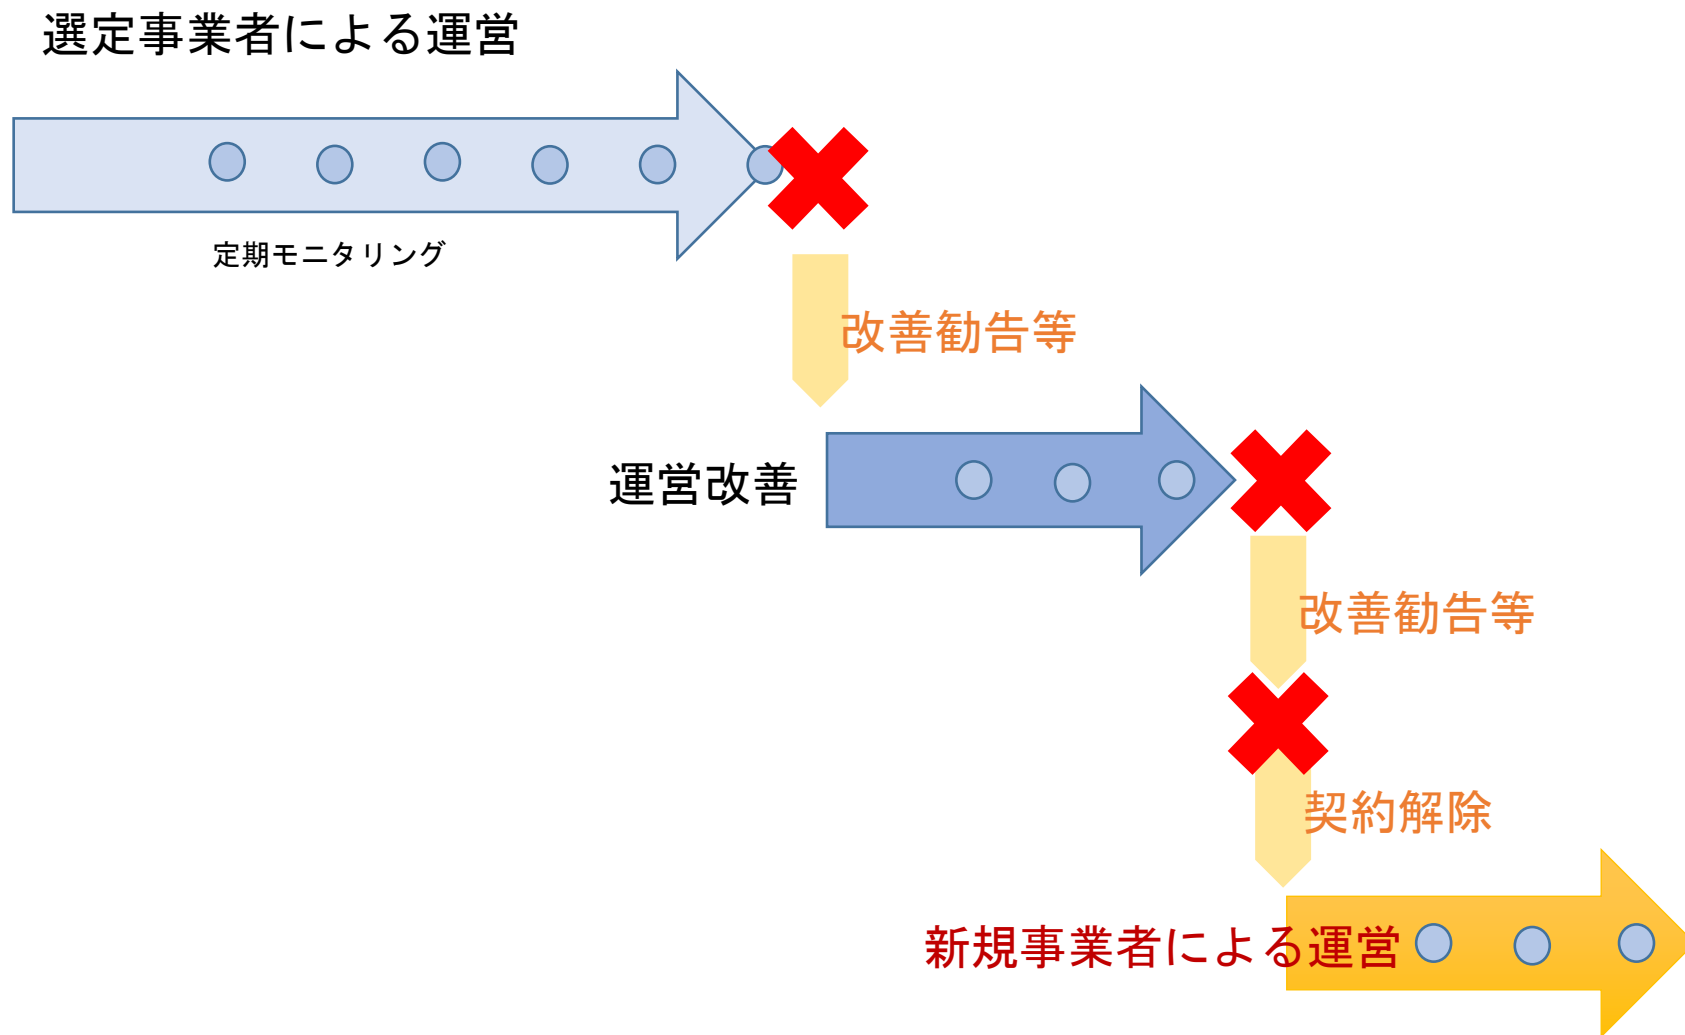 選定事業者による運営
定期モニタリング
改善勧告等
運営改善
改善勧告等
契約解除
新規事業者による運営